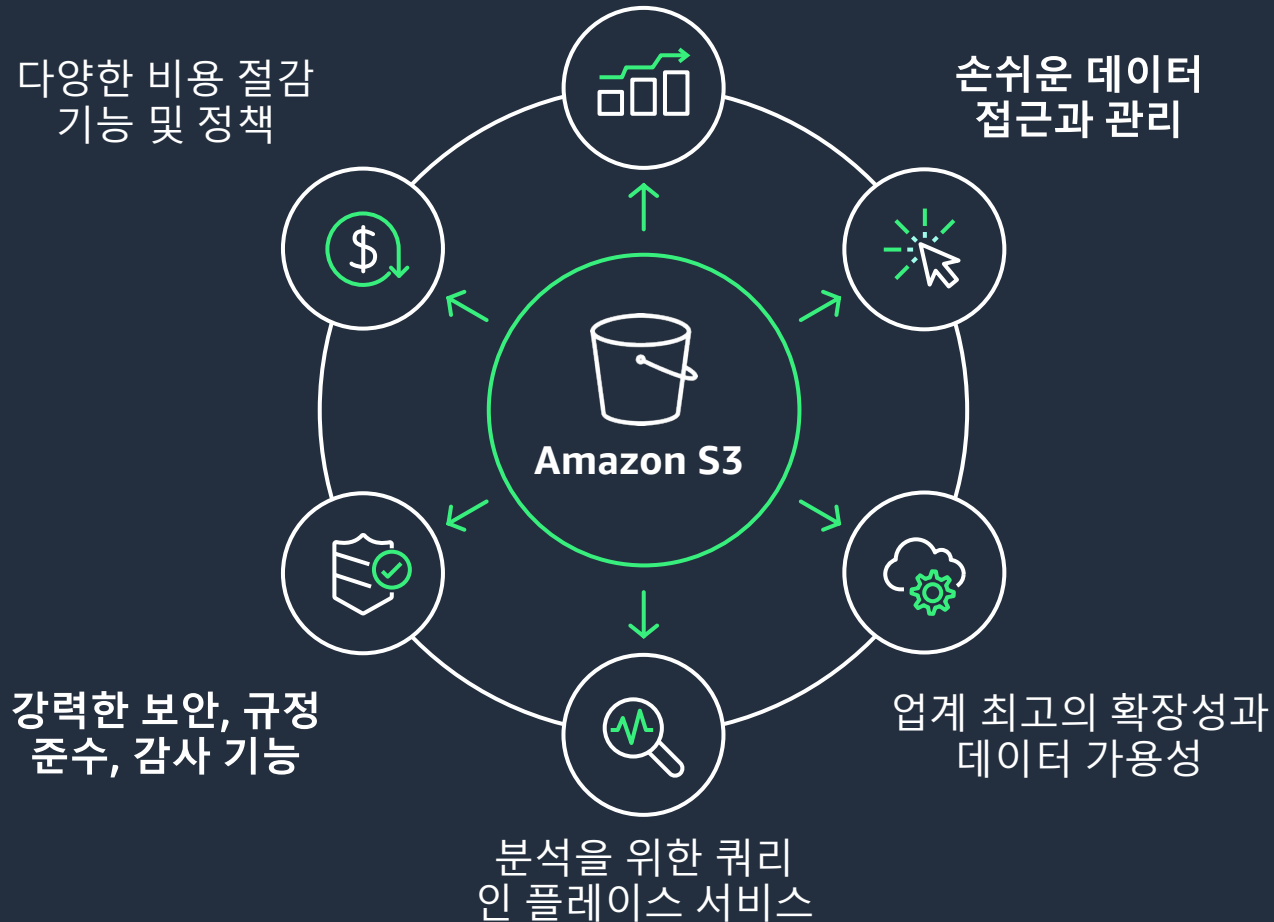 다양한 비용 절감
기능 및 정책
손쉬운 데이터
접근과 관리
$
Amazon S3
강력한 보안, 규정
준수, 감사 기능
업계 최고의 확장성과
데이터 가용성
분석을 위한 쿼리
인 플레이스 서비스